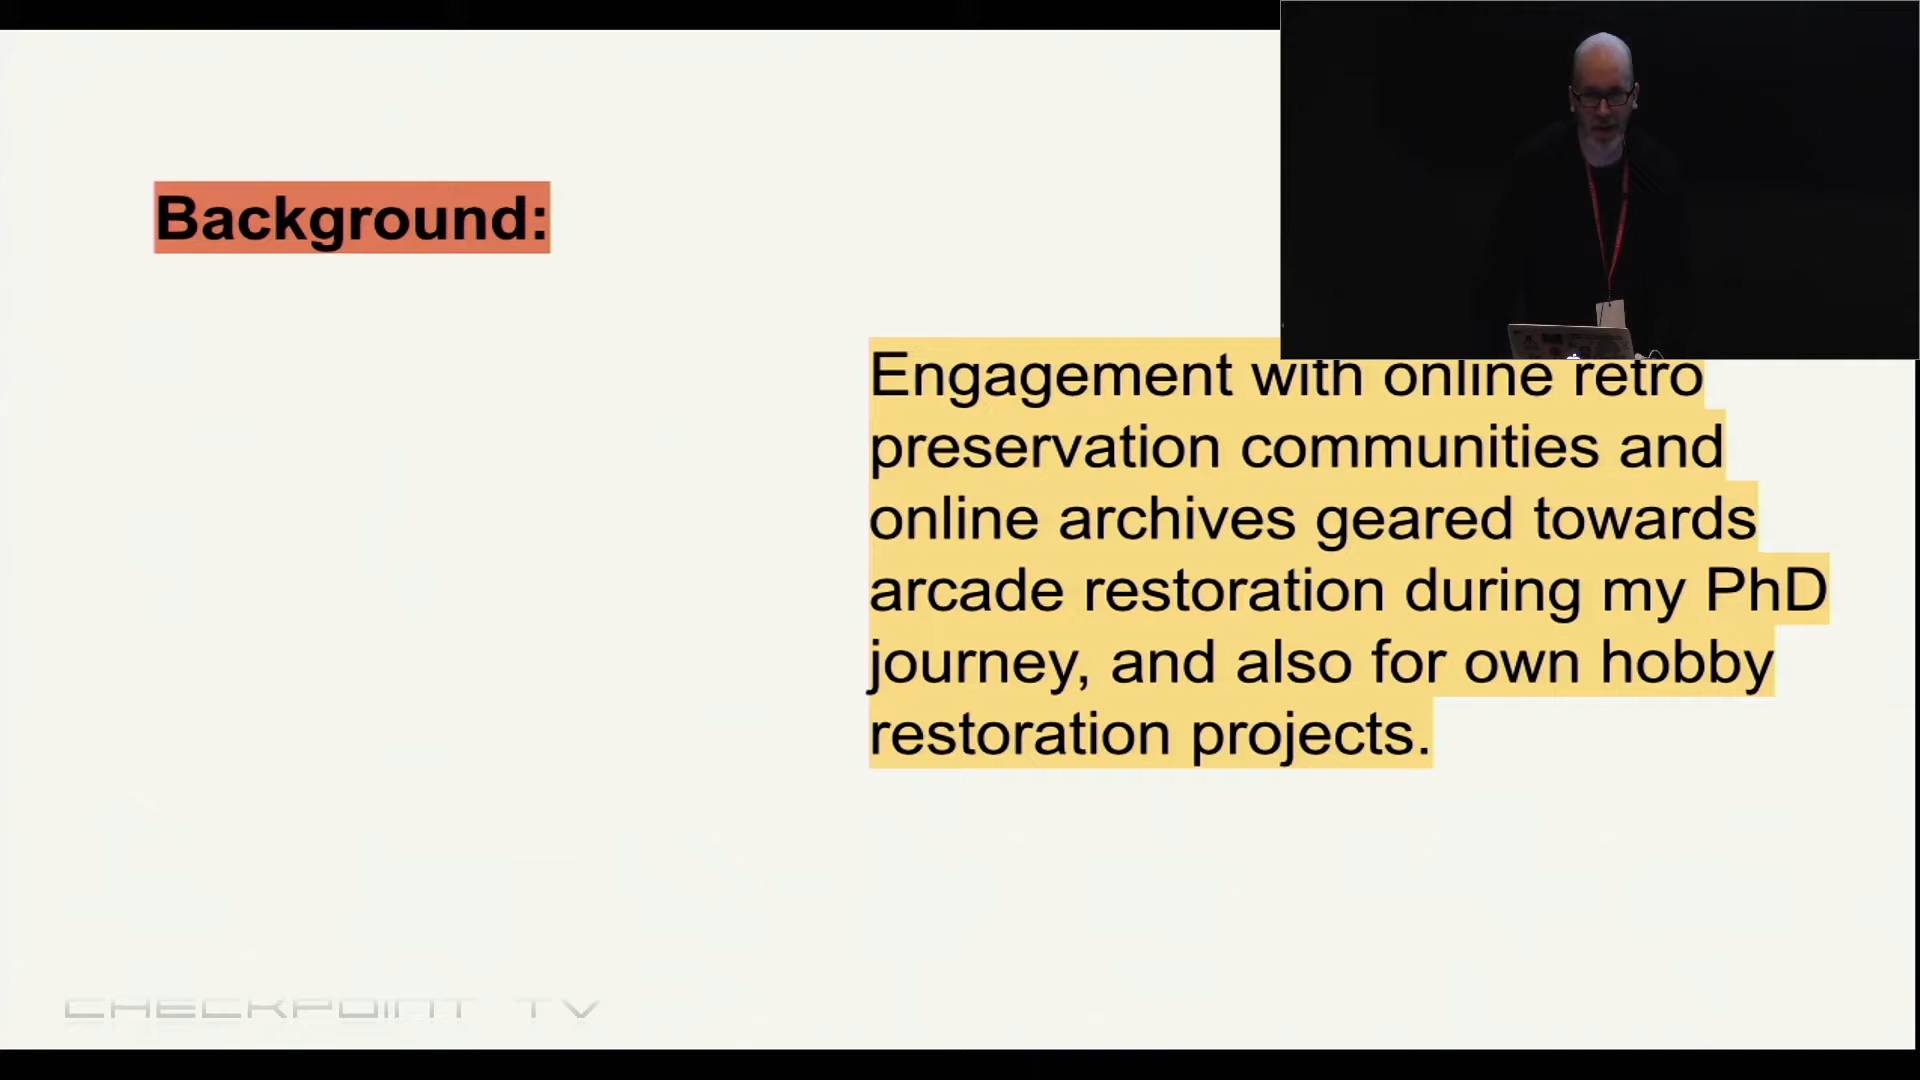 Background:
Engagement with online retro
preservation communities and
online archives geared towards
arcade restoration during my PhD
journey, and also for own hobby
restoration projects.
CHECKPOINT TV